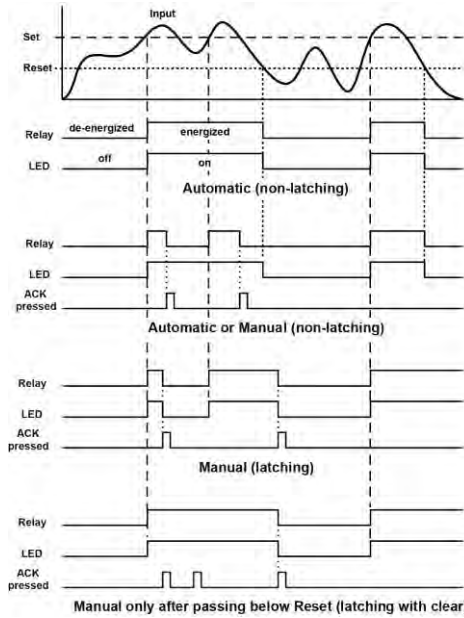 Input
Set
Reset
de-energized energized
Relay
off on
LED
Automatic (non-latching)
Relay
LED
ACK
pressed
Automatic or Manual (non-latching)
Relay
LED
ACK
pressed
Manual (latching)
Relay
LED
ACK
pressed
Manual only after passing below Reset (latching with clear